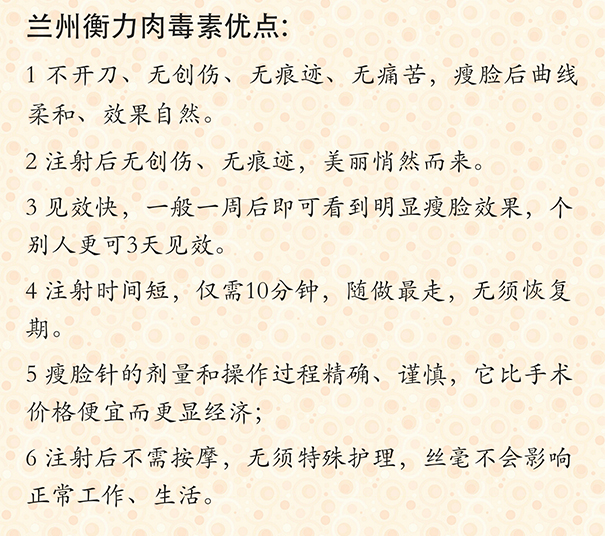 兰州衡力肉毒素优点：
1 不开刀、无创伤、无痕迹、无痛苦，瘦脸后曲线
柔和、效果自然。
2 注射后无创伤、无痕迹，美丽悄然而来。
3 见效快，一般一周后即可看到明显瘦脸效果，个
别人更可3天见效。
4 注射时间短，仅需10分钟，随做最走，无须恢复
期。
5 瘦脸针的剂量和操作过程精确、谨慎，它比手术
价格便宜而更显经济；
6 注射后不需按摩，无须特殊护理，丝毫不会影响
正常工作、生活。